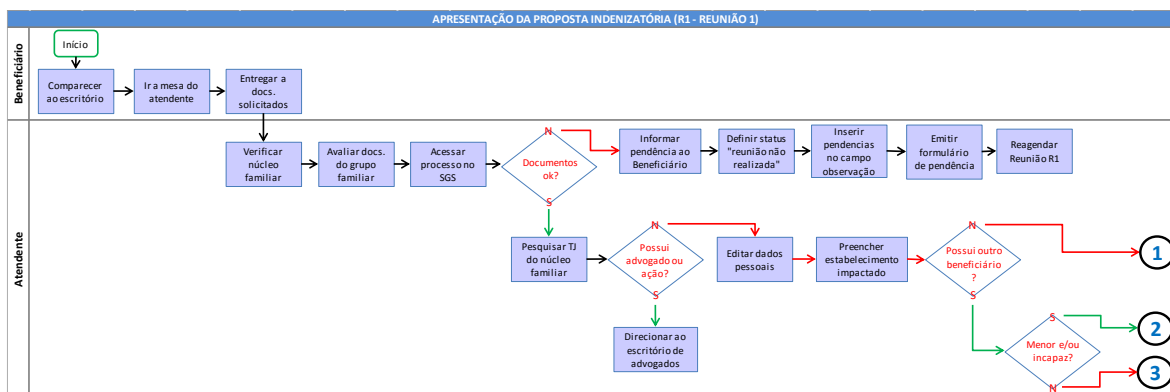 APRESENTAÇÃO DA PROPOSTA INDENIZATÓRIA (R1 - REUNIÃO 1)
Beneficiário
Início
Comparecer
ao escritório
Ir a mesa do
atendente
Entregar a
docs.
solicitados
Atendente
Verificar
núcleo
familiar
Avaliar docs.
do grupo
familiar
Acessar
processo no
SGS
N
Documentos
ok?
S
Informar
pendência ao
Beneficiário
Definir status
"reunião não
realizada"
Inserir
pendencias
no campo
observação
Emitir
formulário
de pendência
Reagendar
Reunião R1
Pesquisar TJ
do núcleo
familiar
N
Possui
advogado ou
ação?
S
Editar dados
pessoais
Preencher
estabelecimento
impactado
N
Possui outro
beneficiário
?
S
1
Direcionar ao
escritório de
advogados
S
Menor e/ou
incapaz?
N
2
3